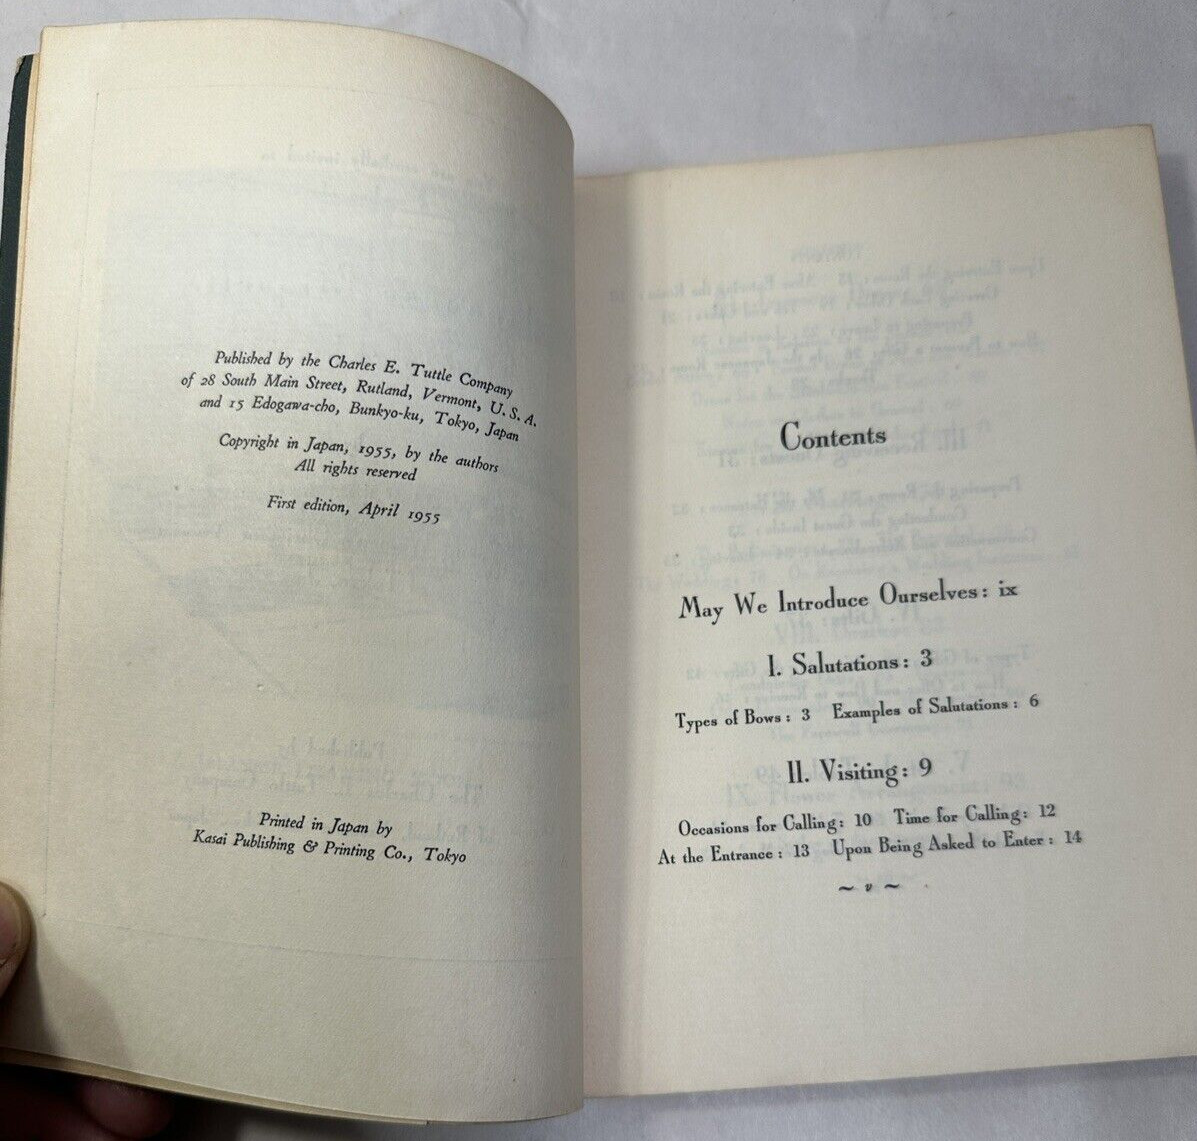 Published by the Charles E. Tuttle Company
of 28 South Main Street, Rutland, Vermont, U. S. A.
and 15 Edogawa-cho, Bunkyo-ku, Tokyo, Japan
Copyright in Japan, 1955, by the authors
All rights reserved
First edition, April 1955
Printed in Japan by
Kasai Publishing & Printing Co., Tokyo
Contents
May We Introduce Ourselves: ix
I. Salutations: 3
Types of Bows: 3 Examples of Salutations: 6
II. Visiting: 9
Occasions for Calling: 10 Time for Calling: 12
At the Entrance: 13 Upon Being Asked to Enter: 14
~ v ~